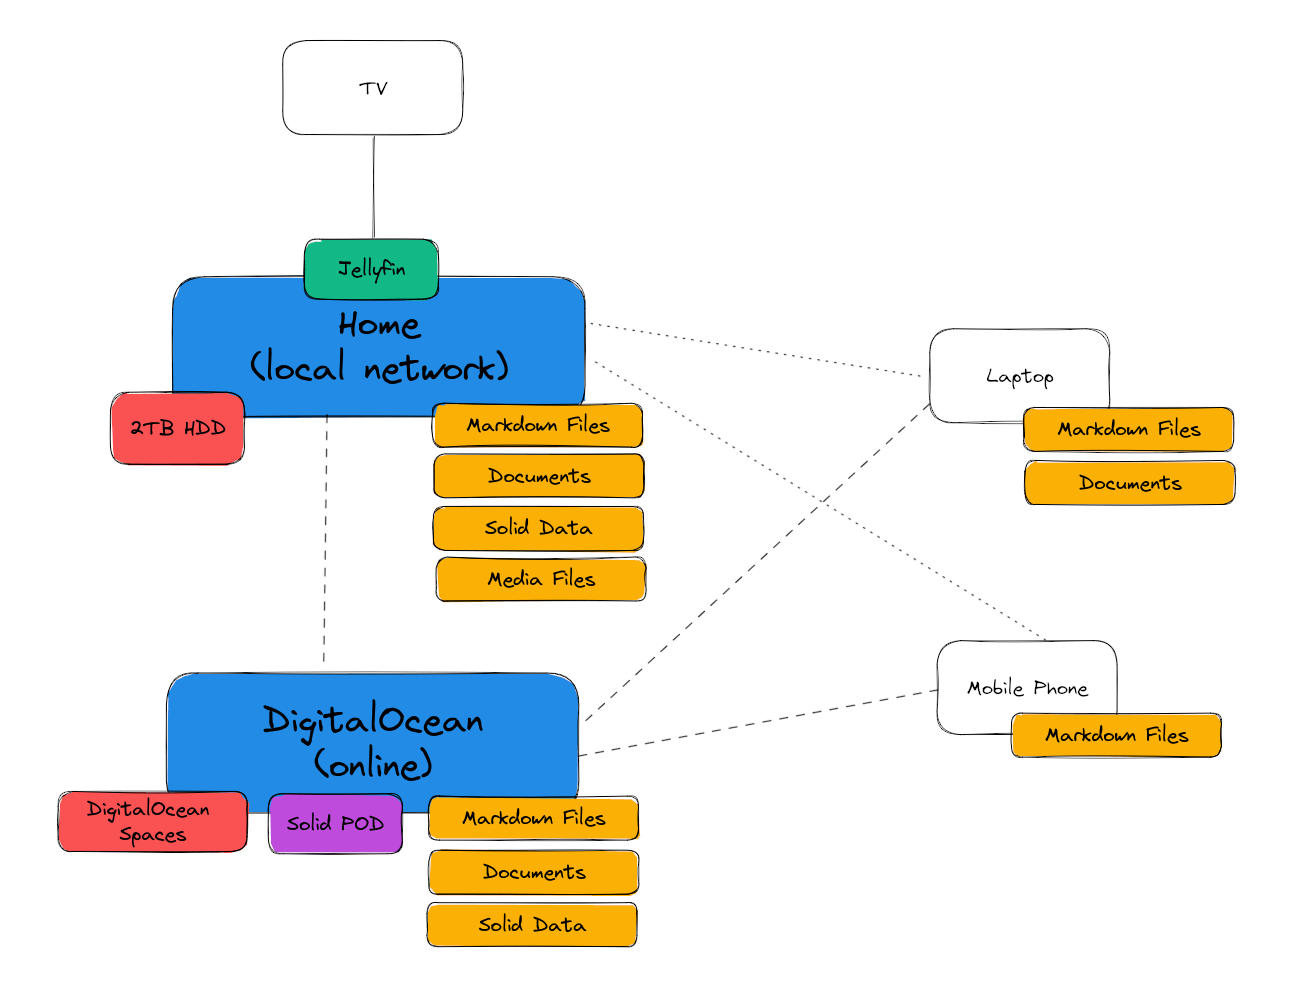 TV
Jellyfin
Home
(local network)
2TB HDD
Markdown Files
Documents
Solid Data
Media Files
Laptop
Markdown Files
Documents
Mobile Phone
Markdown Files
DigitalOcean
(online)
DigitalOcean
Spaces
Solid POD
Markdown Files
Documents
Solid Data